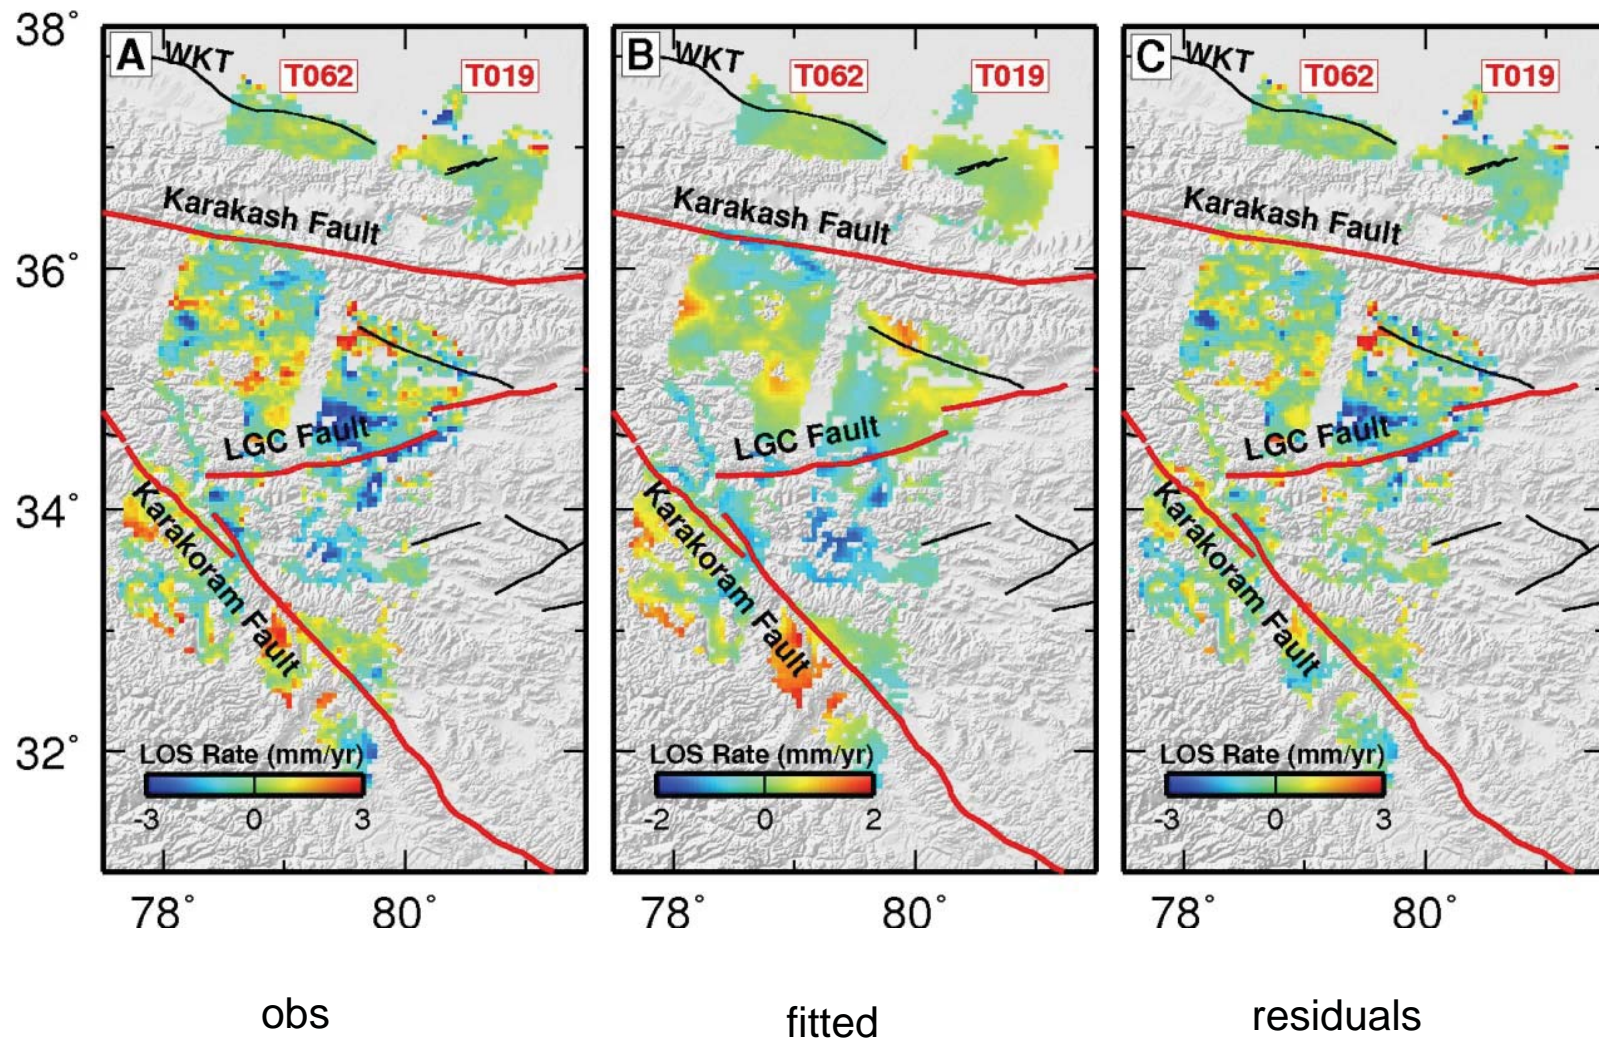 38°
36°
34°
32°
A
WKT
T062
T019
Karakash Fault
LGC Fault
Karakoram Fault
LOS Rate (mm/yr)
-3 0 3
78° 80°
B
WKT
T062
T019
Karakash Fault
LGC Fault
Karakoram Fault
LOS Rate (mm/yr)
-2 0 2
78° 80°
C
WKT
T062
T019
Karakash Fault
LGC Fault
Karakoram Fault
LOS Rate (mm/yr)
-3 0 3
78° 80°
obs
fitted
residuals